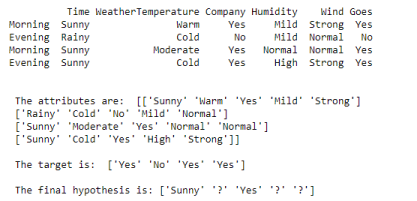 Time WeatherTemperature Company Humidity Wind Goes
Morning Sunny Warm Yes Mild Strong Yes
Evening Rainy Cold No Mild Normal No
Morning Sunny Moderate Yes Normal Normal Yes
Evening Sunny Cold Yes High Strong Yes
The attributes are: [['Sunny' 'Warm' 'Yes' 'Mild' 'Strong']
['Rainy' 'Cold' 'No' 'Mild' 'Normal']
['Sunny' 'Moderate' 'Yes' 'Normal' 'Normal']
['Sunny' 'Cold' 'Yes' 'High' 'Strong']]
The target is: ['Yes' 'No' 'Yes' 'Yes']
The final hypothesis is: ['Sunny' '?' 'Yes' '?' '?']